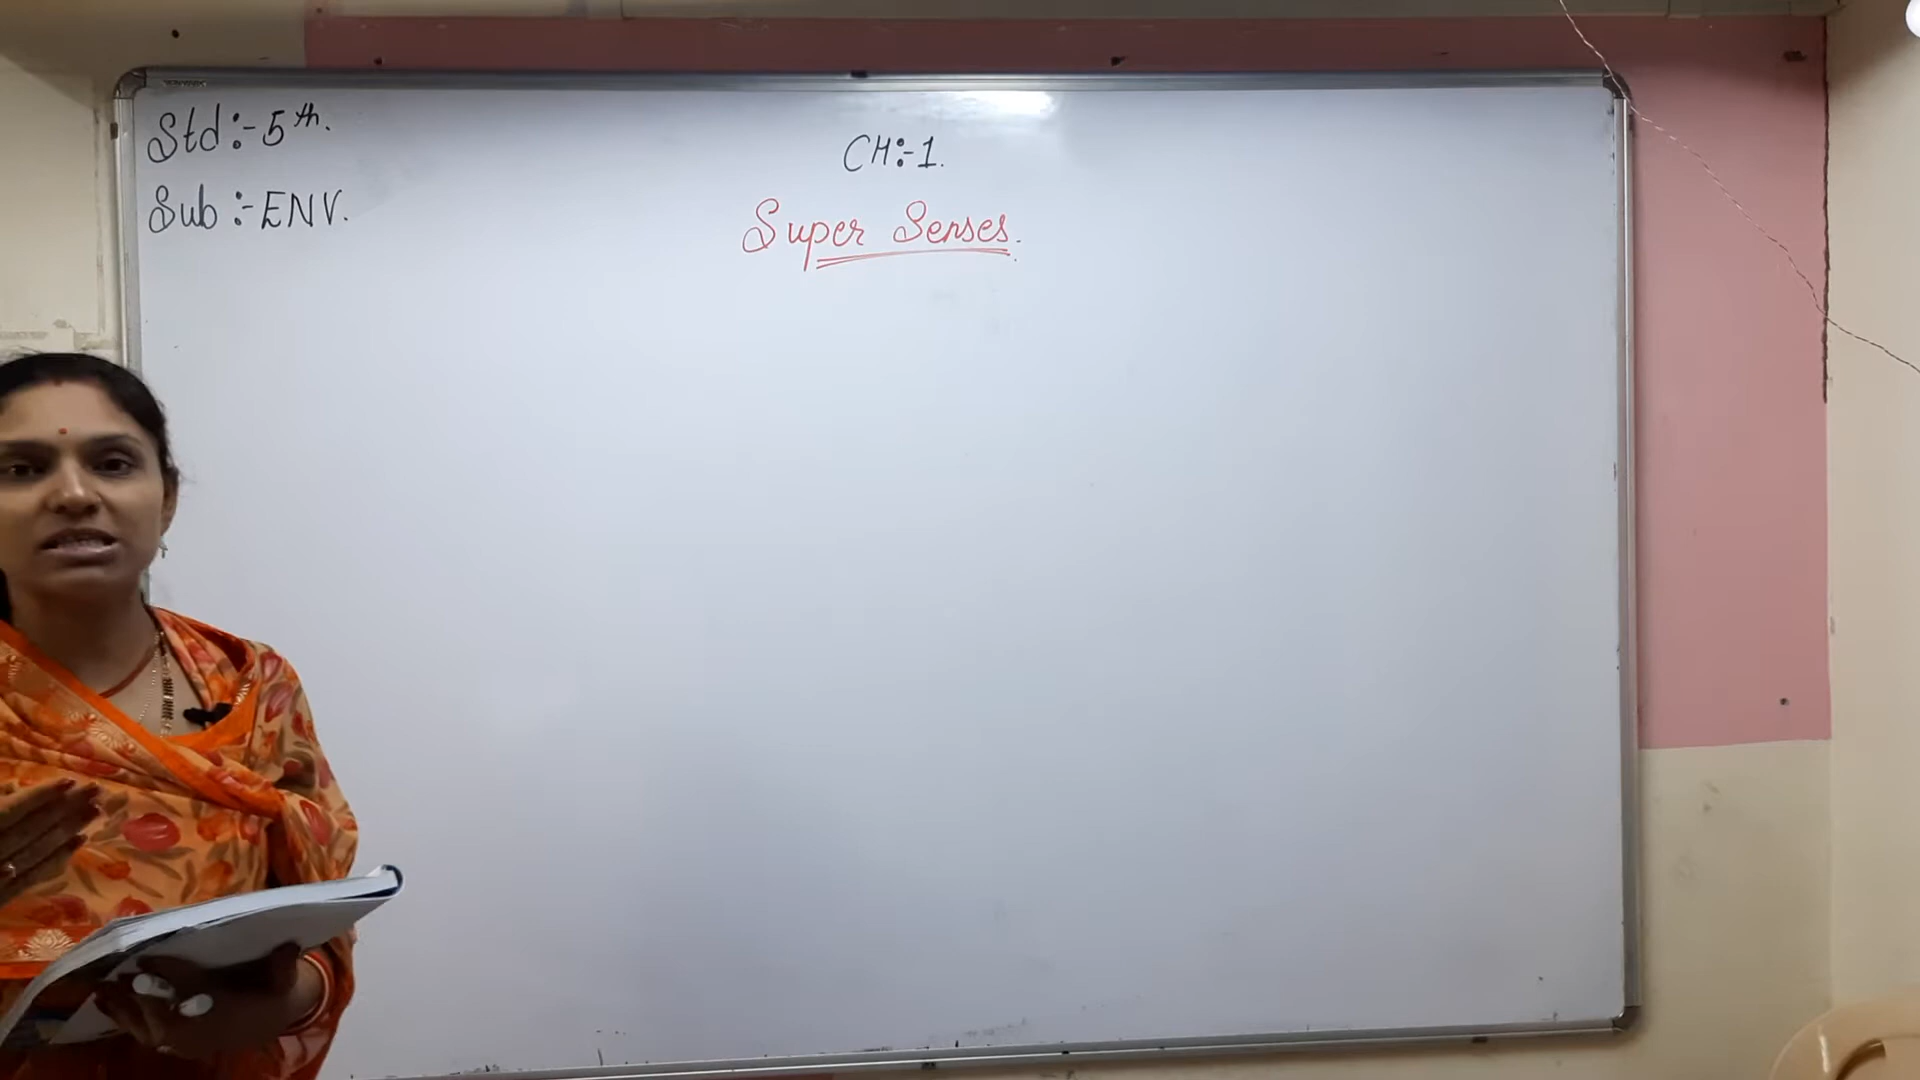 Std:- 5th.
Sub:- ENV.
CH:- 1.
Super Senses.